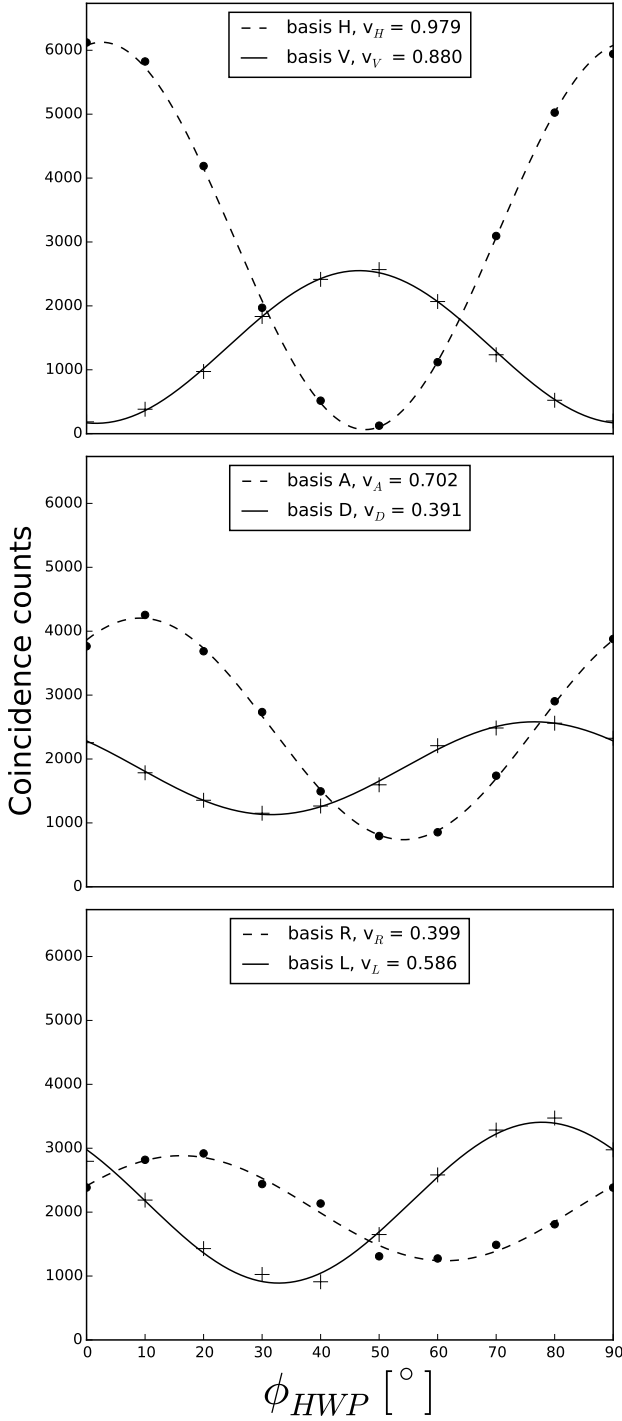 basis H, v_H = 0.979
basis V, v_V = 0.880
6000
5000
4000
3000
2000
1000
0
basis A, v_A = 0.702
basis D, v_D = 0.391
6000
5000
4000
3000
2000
1000
0
Coincidence counts
basis R, v_R = 0.399
basis L, v_L = 0.586
6000
5000
4000
3000
2000
1000
0
0 10 20 30 40 50 60 70 80 90
ϕ_HWP [°]